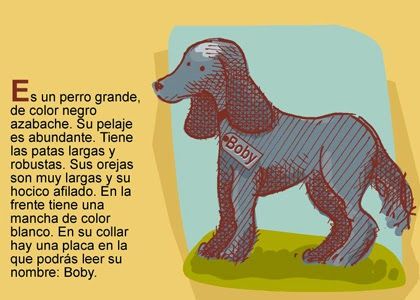 Es un perro grande,
de color negro
azabache. Su pelaje
es abundante. Tiene
las patas largas y
robustas. Sus orejas
son muy largas y su
hocico afilado. En la
frente tiene una
mancha de color
blanco. En su collar
hay una placa en la
que podrás leer su
nombre: Boby.
Boby